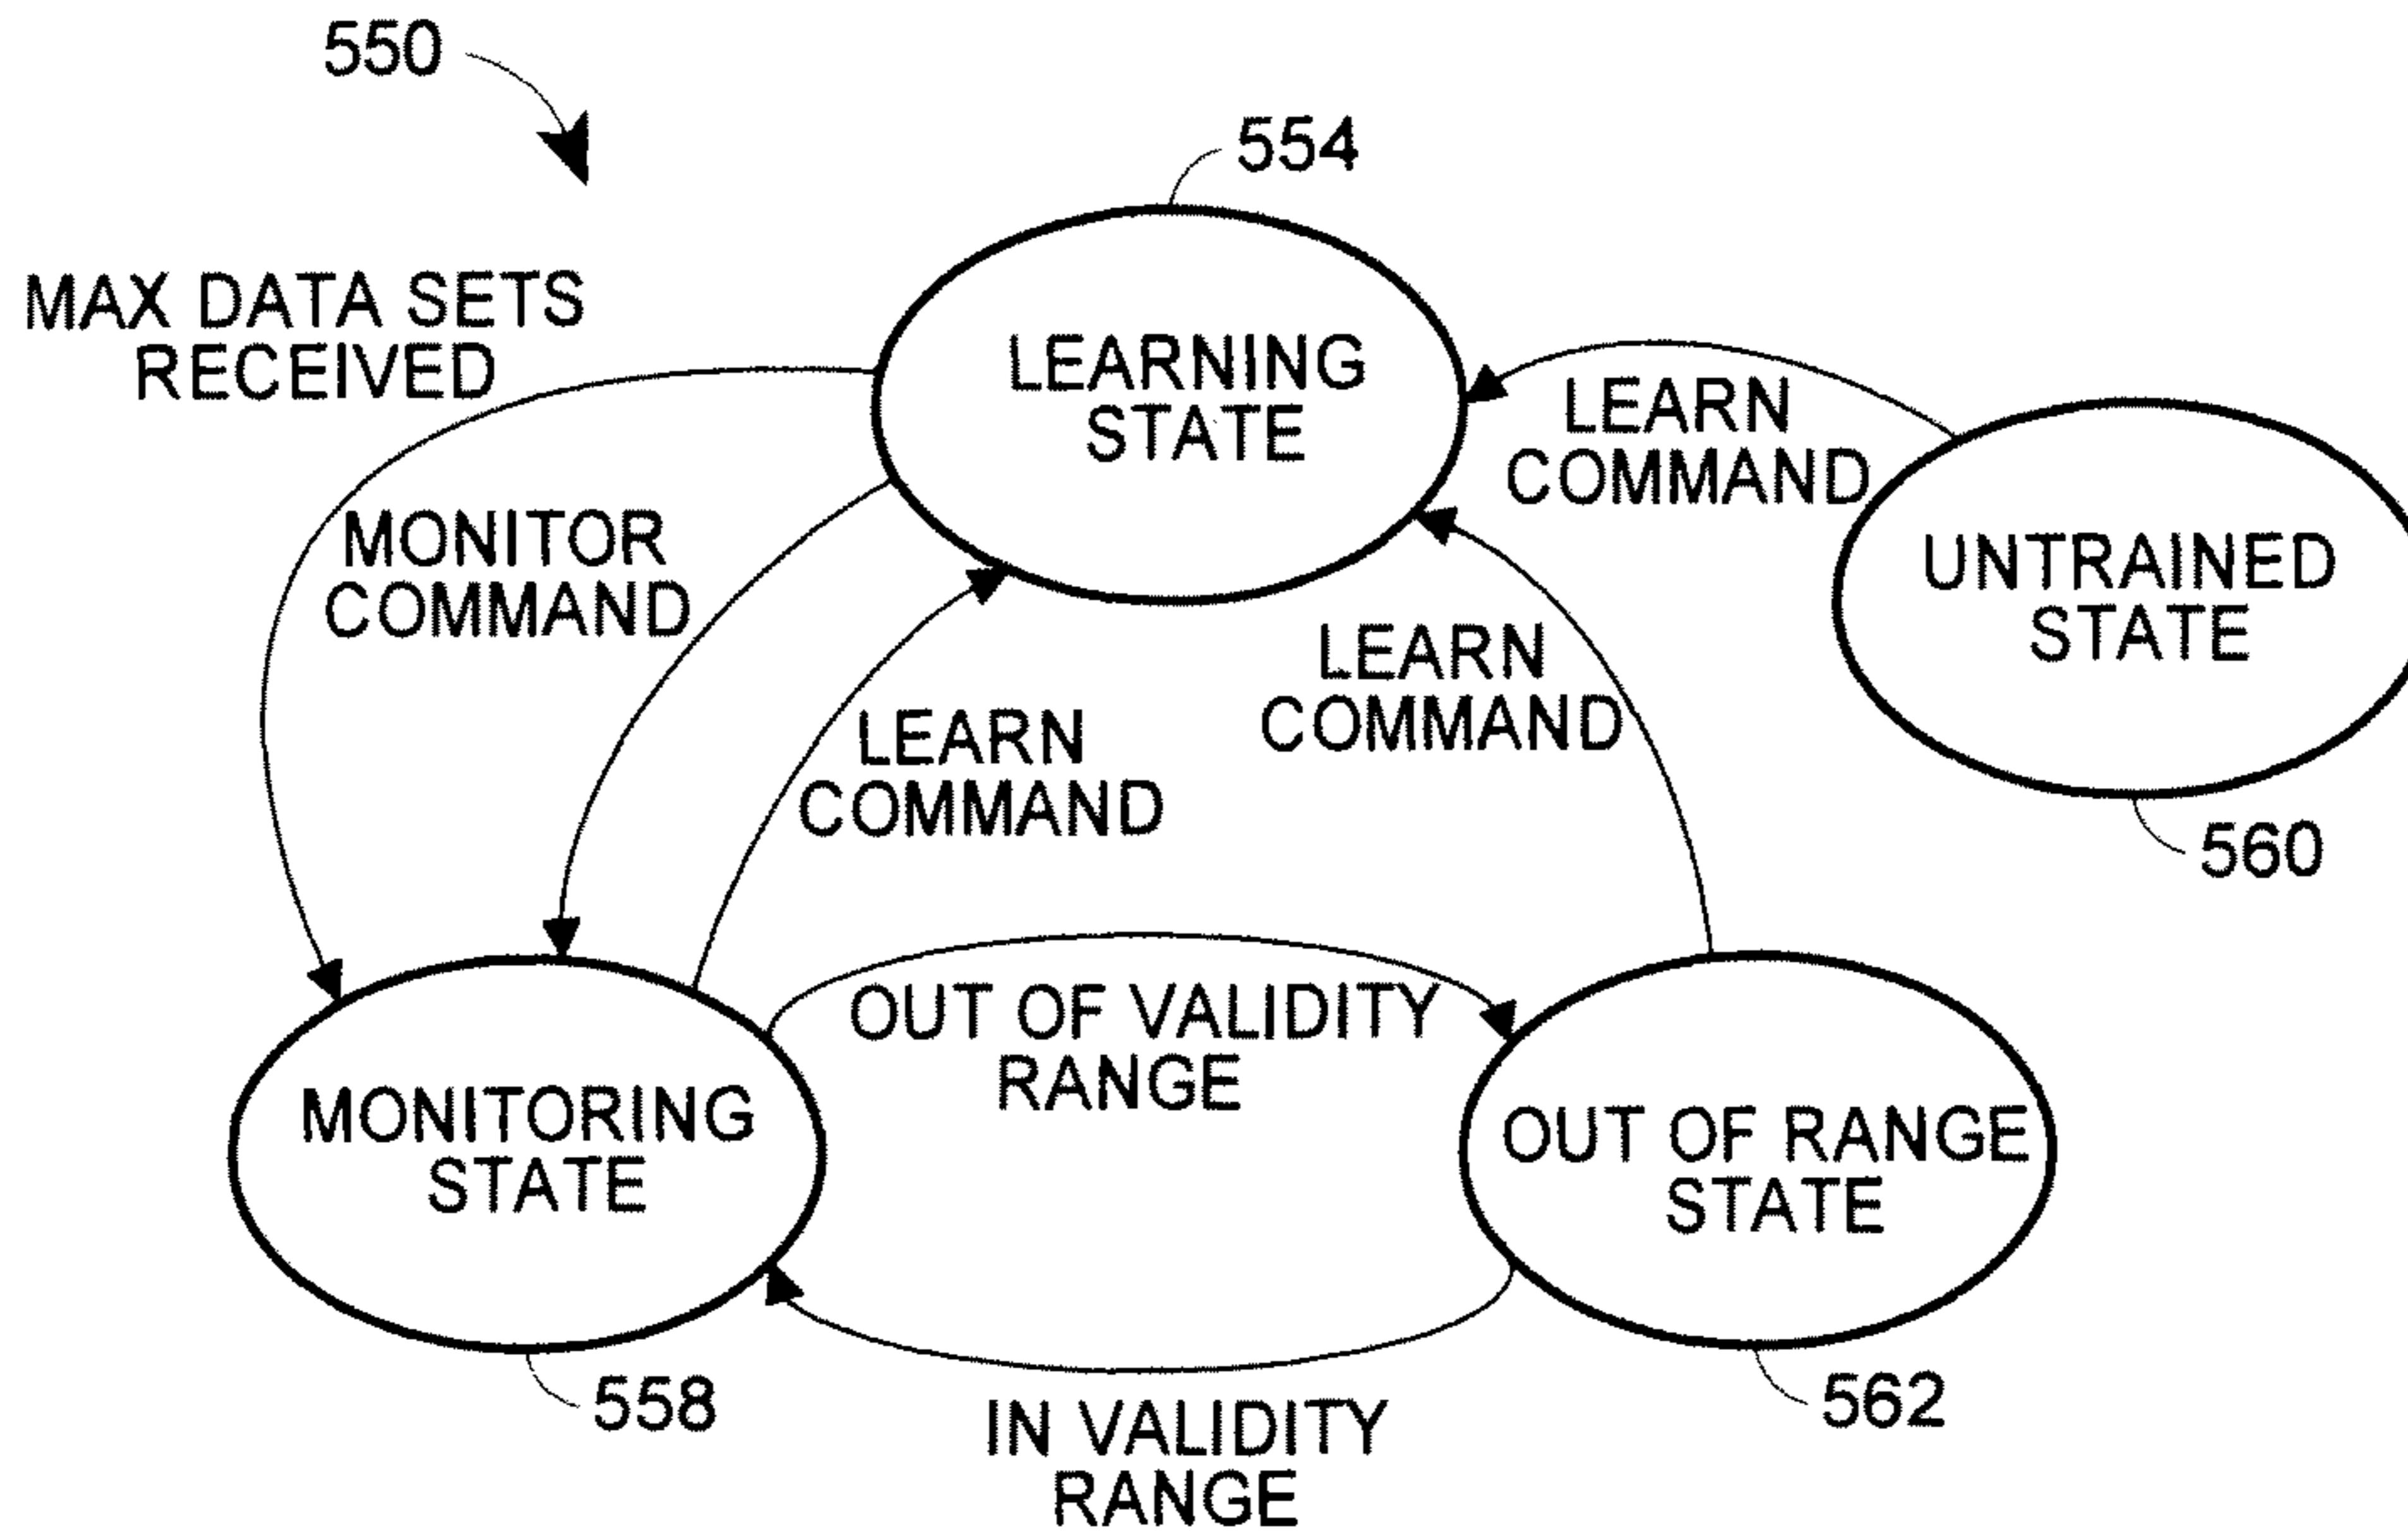 550
554
MAX DATA SETS
RECEIVED
LEARNING
STATE
LEARN
COMMAND
MONITOR
COMMAND
UNTRAINED
STATE
LEARN
COMMAND
LEARN
COMMAND
560
OUT OF VALIDITY
RANGE
MONITORING
STATE
OUT OF RANGE
STATE
558
562
IN VALIDITY
RANGE